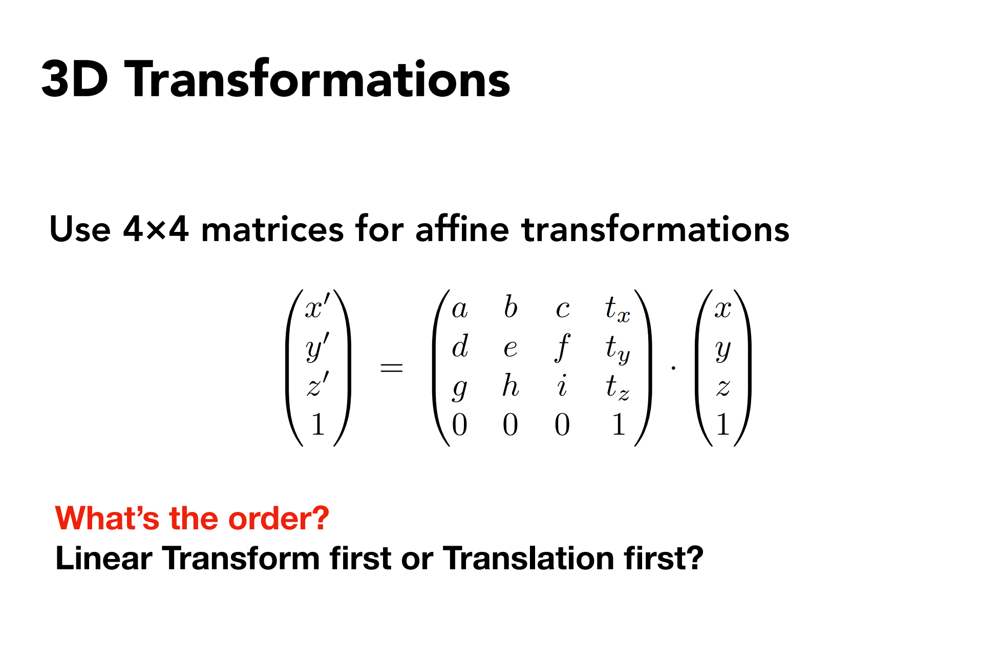 3D Transformations
Use 4×4 matrices for affine transformations
$$\begin{pmatrix} x' \\ y' \\ z' \\ 1 \end{pmatrix} = \begin{pmatrix} a & b & c & t_x \\ d & e & f & t_y \\ g & h & i & t_z \\ 0 & 0 & 0 & 1 \end{pmatrix} \cdot \begin{pmatrix} x \\ y \\ z \\ 1 \end{pmatrix}$$
What’s the order?
Linear Transform first or Translation first?